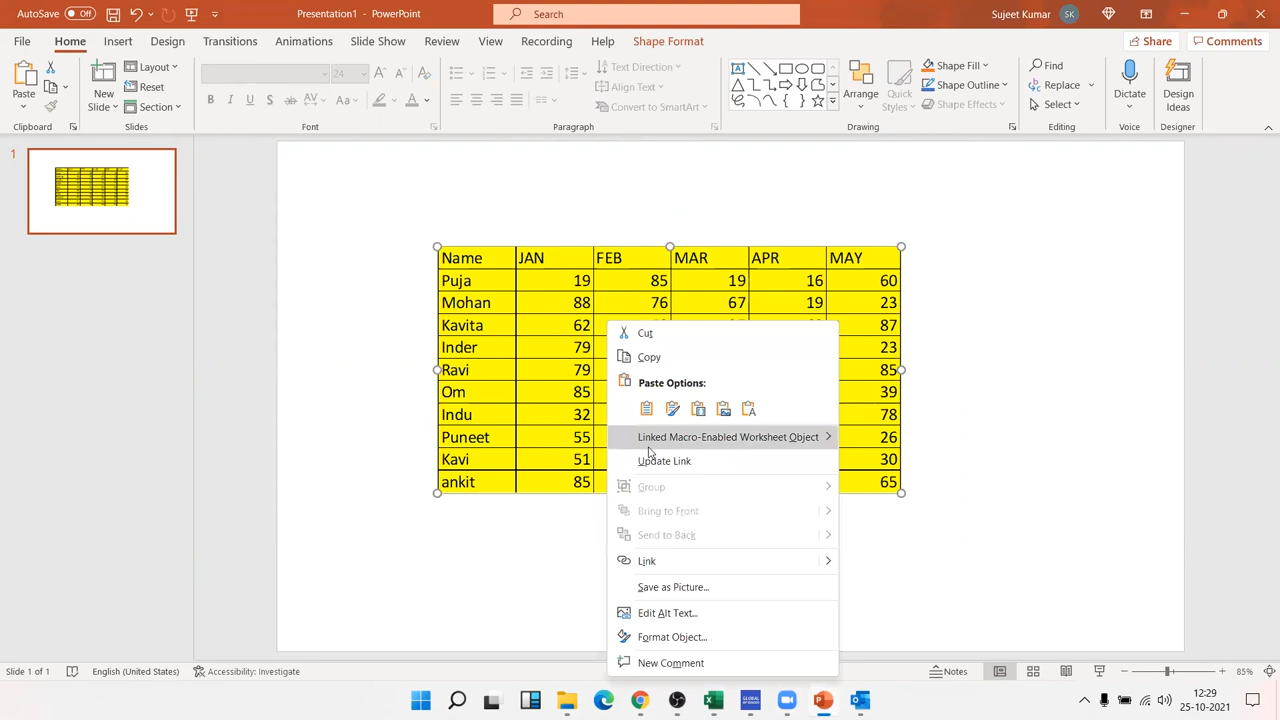 AutoSave Off Presentation1 - PowerPoint Search Sujeet Kumar SK
File Home Insert Design Transitions Animations Slide Show Review View Recording Help Shape Format Share Comments
Paste
Clipboard
New Slide
Layout
Reset
Section
Slides
24
Font
Text Direction
Align Text
Convert to SmartArt
Paragraph
Arrange
Quick Styles
Shape Fill
Shape Outline
Shape Effects
Drawing
Find
Replace
Select
Editing
Dictate
Voice
Design Ideas
Designer
1
Name JAN FEB MAR APR MAY
Puja 19 85 19 16 60
Mohan 88 76 67 19 23
Kavita 62 87
Inder 79 23
Ravi 79 85
Om 85 39
Indu 32 78
Puneet 55 26
Kavi 51 30
ankit 85 65
Cut
Copy
Paste Options:
Linked Macro-Enabled Worksheet Object
Update Link
Group
Bring to Front
Send to Back
Link
Save as Picture...
Edit Alt Text...
Format Object...
New Comment
Slide 1 of 1 English (United States) Accessibility: Investigate Notes 85%
12:29
25-10-2021